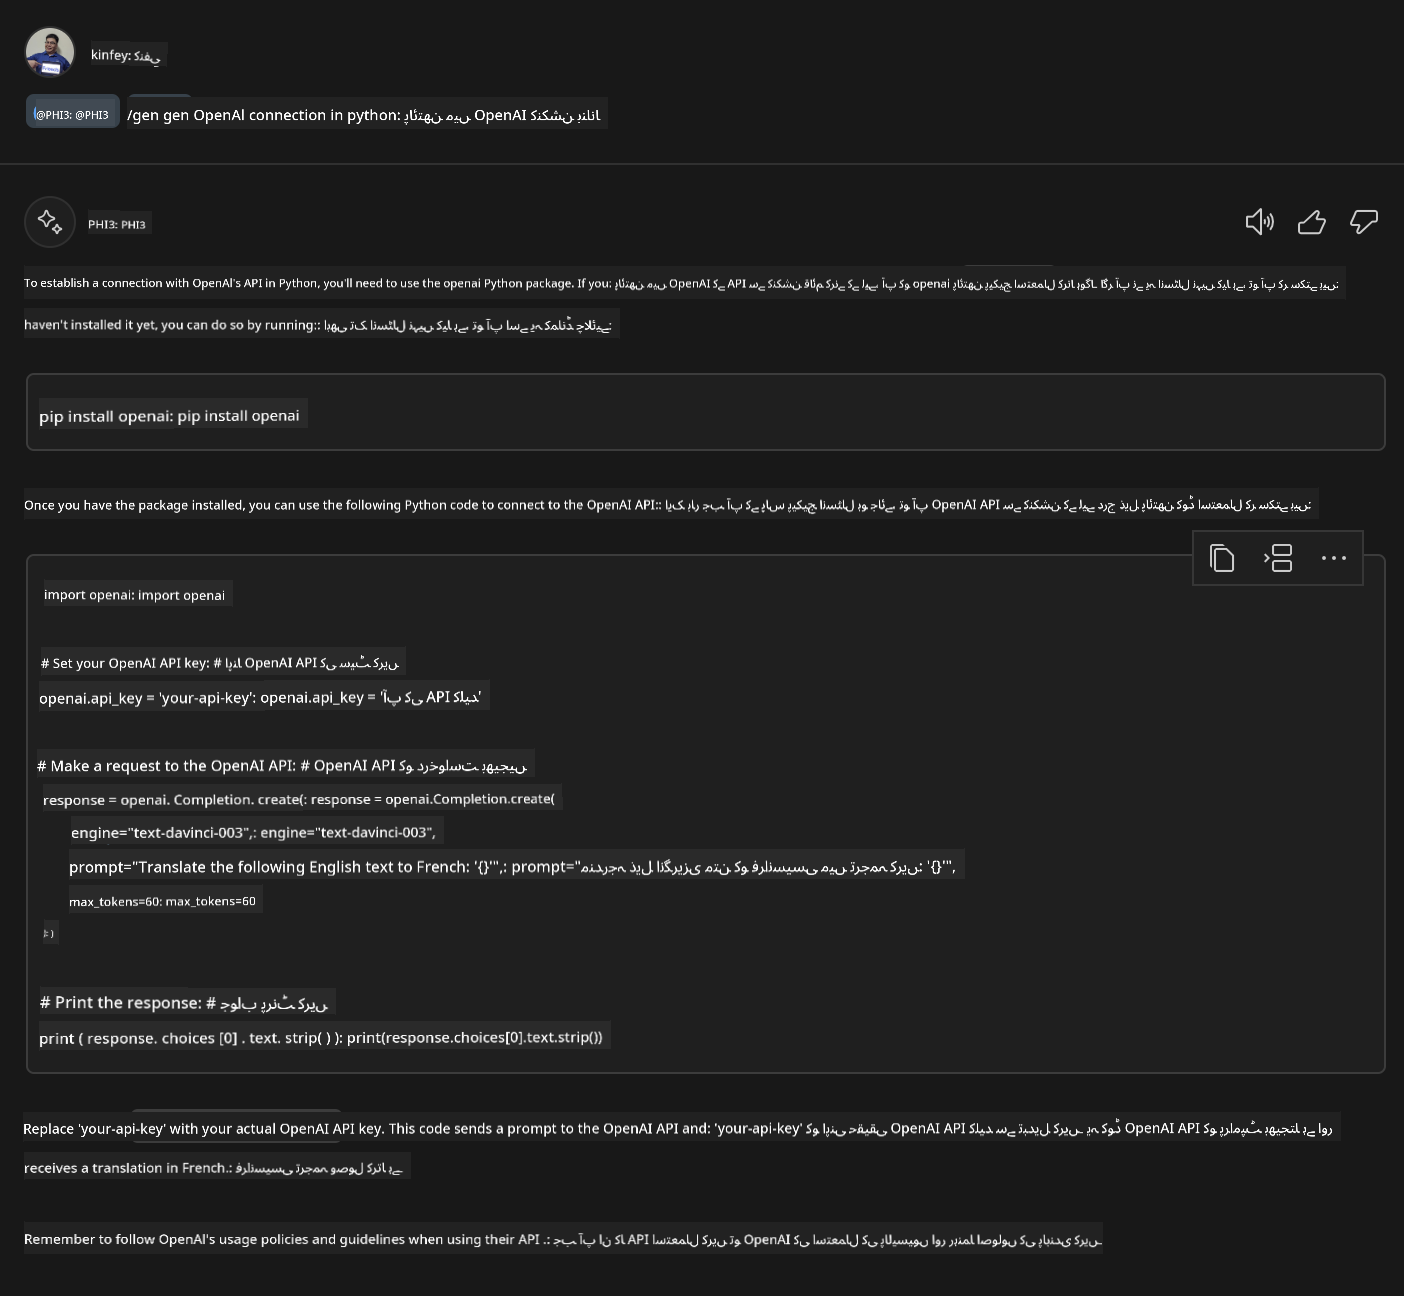 kinfey: کنفی
@PHI3: @PHI3 /gen gen OpenAI connection in python: پائتھن میں OpenAI کنکشن بنانا
PHI3: PHI3
To establish a connection with OpenAI's API in Python, you'll need to use the openai Python package. If you: پائتھن میں OpenAI کے API سے کنکشن قائم کرنے کے لیے آپ کو openai پائتھن پیکیج استعمال کرنا ہوگا۔ اگر آپ نے یہ انسٹال نہیں کیا ہے تو آپ کر سکتے ہیں:
haven't installed it yet, you can do so by running:: ابھی تک انسٹال نہیں کیا ہے تو آپ اسے یہ کمانڈ چلائیے:
pip install openai: pip install openai
Once you have the package installed, you can use the following Python code to connect to the OpenAI API:: ایک بار جب آپ کے پاس پیکیج انسٹال ہو جائے تو آپ OpenAI API سے کنکشن کے لیے درج ذیل پائتھن کوڈ استعمال کر سکتے ہیں:
import openai: import openai
# Set your OpenAI API key: # اپنا OpenAI API کی سیٹ کریں
openai.api_key = 'your-api-key': openai.api_key = 'آپ کی API کلید'
# Make a request to the OpenAI API: # OpenAI API کو درخواست بھیجیں
response = openai. Completion. create(: response = openai.Completion.create(
engine="text-davinci-003",: engine="text-davinci-003",
prompt="Translate the following English text to French: '{}'",: prompt="مندرجہ ذیل انگریزی متن کو فرانسیسی میں ترجمہ کریں: '{}'",
max_tokens=60: max_tokens=60
): )
# Print the response: # جواب پرنٹ کریں
print ( response. choices [0] . text. strip( ) ): print(response.choices[0].text.strip())
Replace 'your-api-key' with your actual OpenAI API key. This code sends a prompt to the OpenAI API and: 'your-api-key' کو اپنی حقیقی OpenAI API کلید سے تبدیل کریں۔ یہ کوڈ OpenAI API کو پرامپٹ بھیجتا ہے اور
receives a translation in French.: فرانسیسی ترجمہ وصول کرتا ہے
Remember to follow OpenAI's usage policies and guidelines when using their API .: جب آپ ان کا API استعمال کریں تو OpenAI کی استعمال کی پالیسیوں اور رہنما اصولوں کی پابندی کریں۔